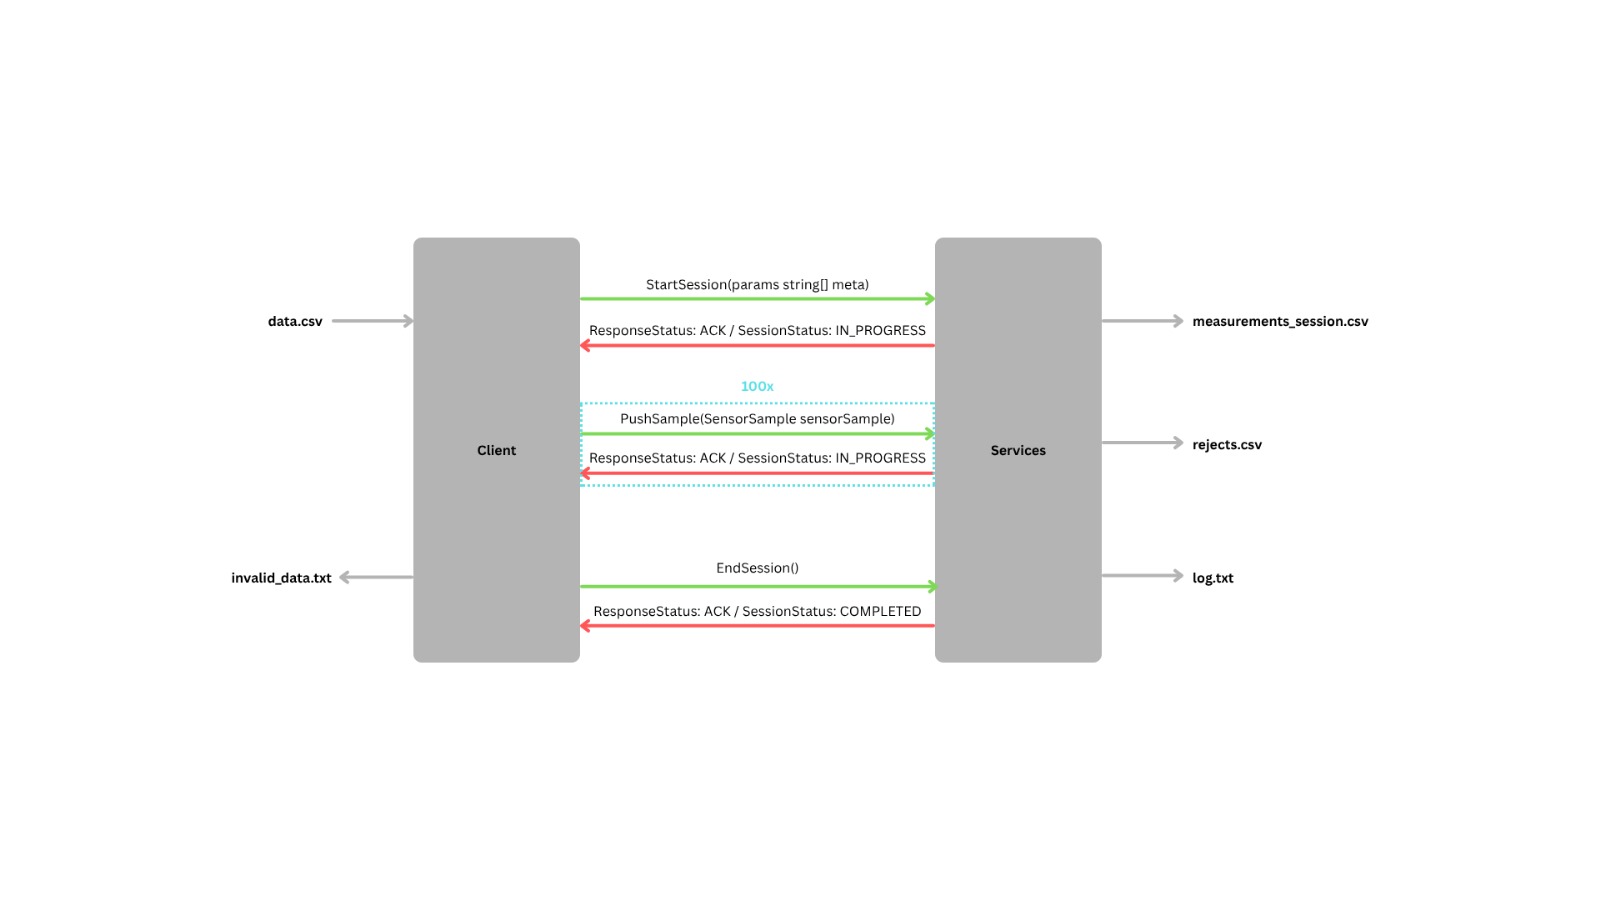 StartSession(params string[] meta)
data.csv
measurements_session.csv
ResponseStatus: ACK / SessionStatus: IN_PROGRESS
100x
PushSample(SensorSample sensorSample)
Client
Services
rejects.csv
ResponseStatus: ACK / SessionStatus: IN_PROGRESS
EndSession()
invalid_data.txt
log.txt
ResponseStatus: ACK / SessionStatus: COMPLETED